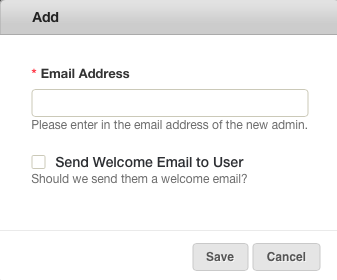 Add
* Email Address
Please enter in the email address of the new admin.
Send Welcome Email to User
Should we send them a welcome email?
Save Cancel